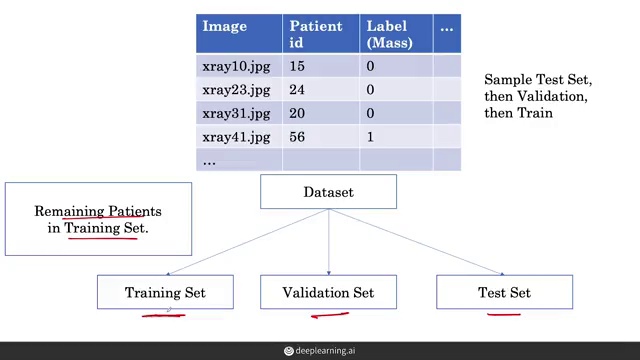 Image Patient id Label (Mass) ...
xray10.jpg 15 0
xray23.jpg 24 0
xray31.jpg 20 0
xray41.jpg 56 1
...
Sample Test Set,
then Validation,
then Train
Dataset
Remaining Patients
in Training Set.
Training Set
Validation Set
Test Set
deeplearning.ai